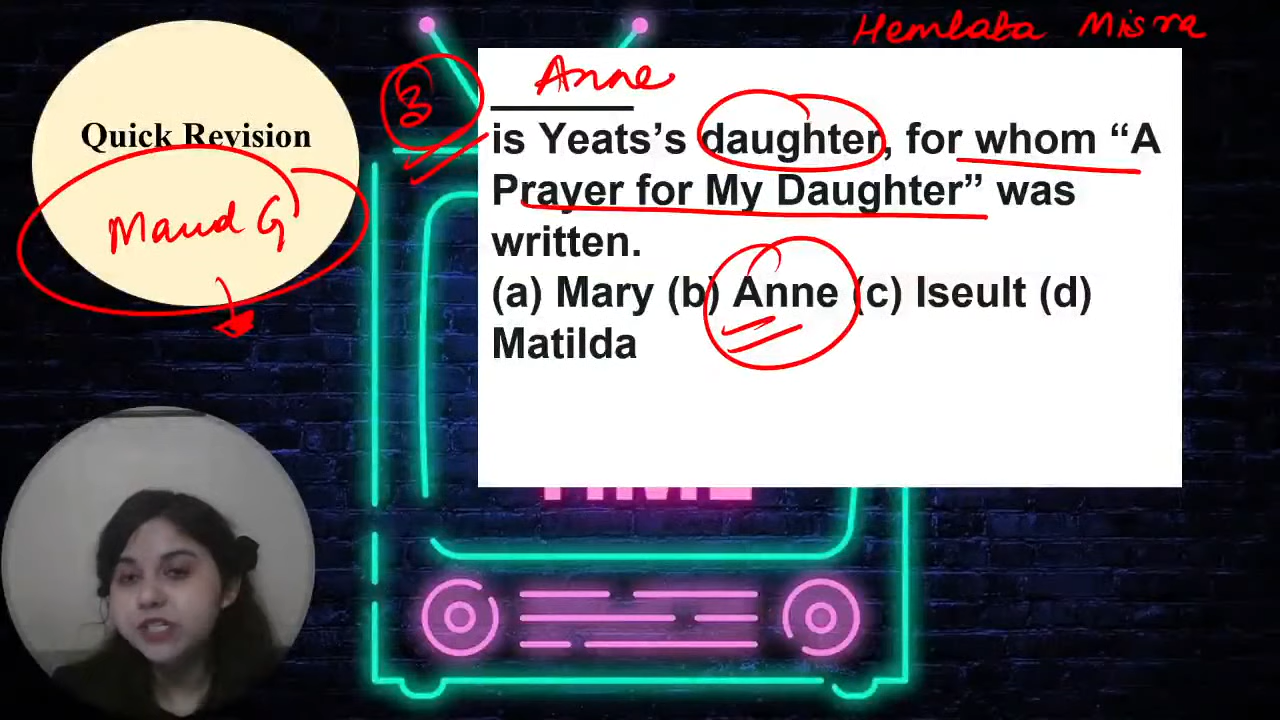 Hemlata Misra
Quick Revision
Maud G
3
Anne
is Yeats’s daughter, for whom “A
Prayer for My Daughter” was
written.
(a) Mary (b) Anne (c) Iseult (d)
Matilda
TIME